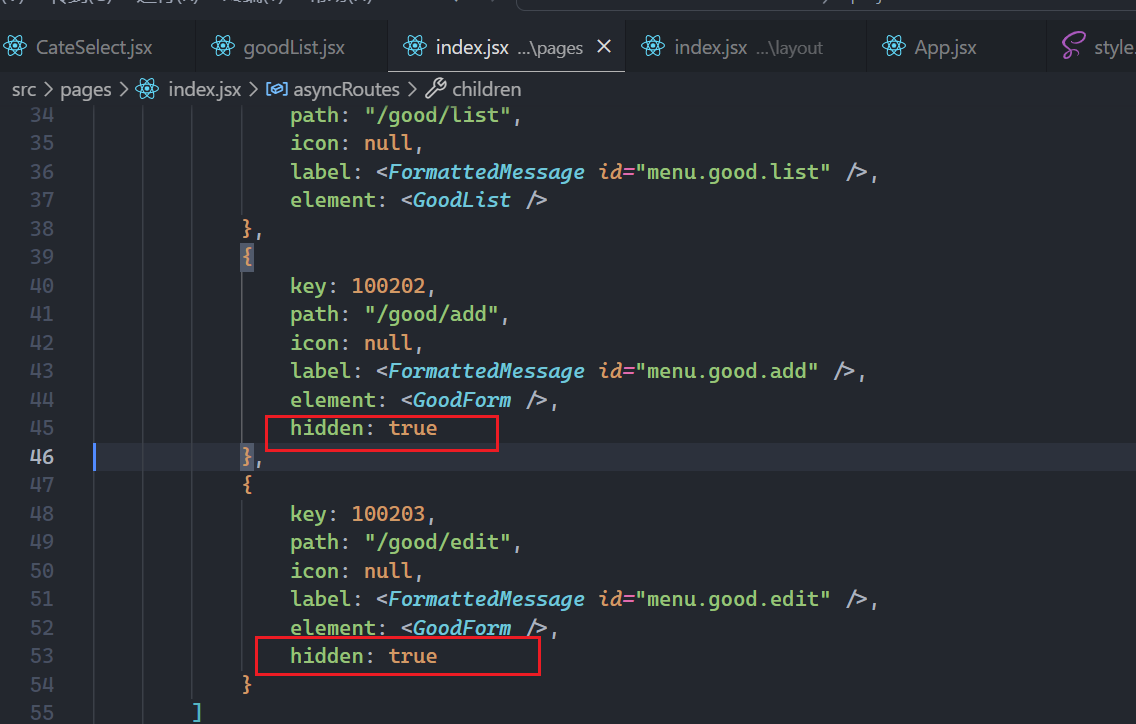 CateSelect.jsx goodList.jsx index.jsx ...\pages index.jsx ...\layout App.jsx style.
src > pages > index.jsx > asyncRoutes > children
34 path: "/good/list",
35 icon: null,
36 label: <FormattedMessage id="menu.good.list" />,
37 element: <GoodList />
38 },
39 {
40 key: 100202,
41 path: "/good/add",
42 icon: null,
43 label: <FormattedMessage id="menu.good.add" />,
44 element: <GoodForm />,
45 hidden: true
46 },
47 {
48 key: 100203,
49 path: "/good/edit",
50 icon: null,
51 label: <FormattedMessage id="menu.good.edit" />,
52 element: <GoodForm />,
53 hidden: true
54 }
55 ]